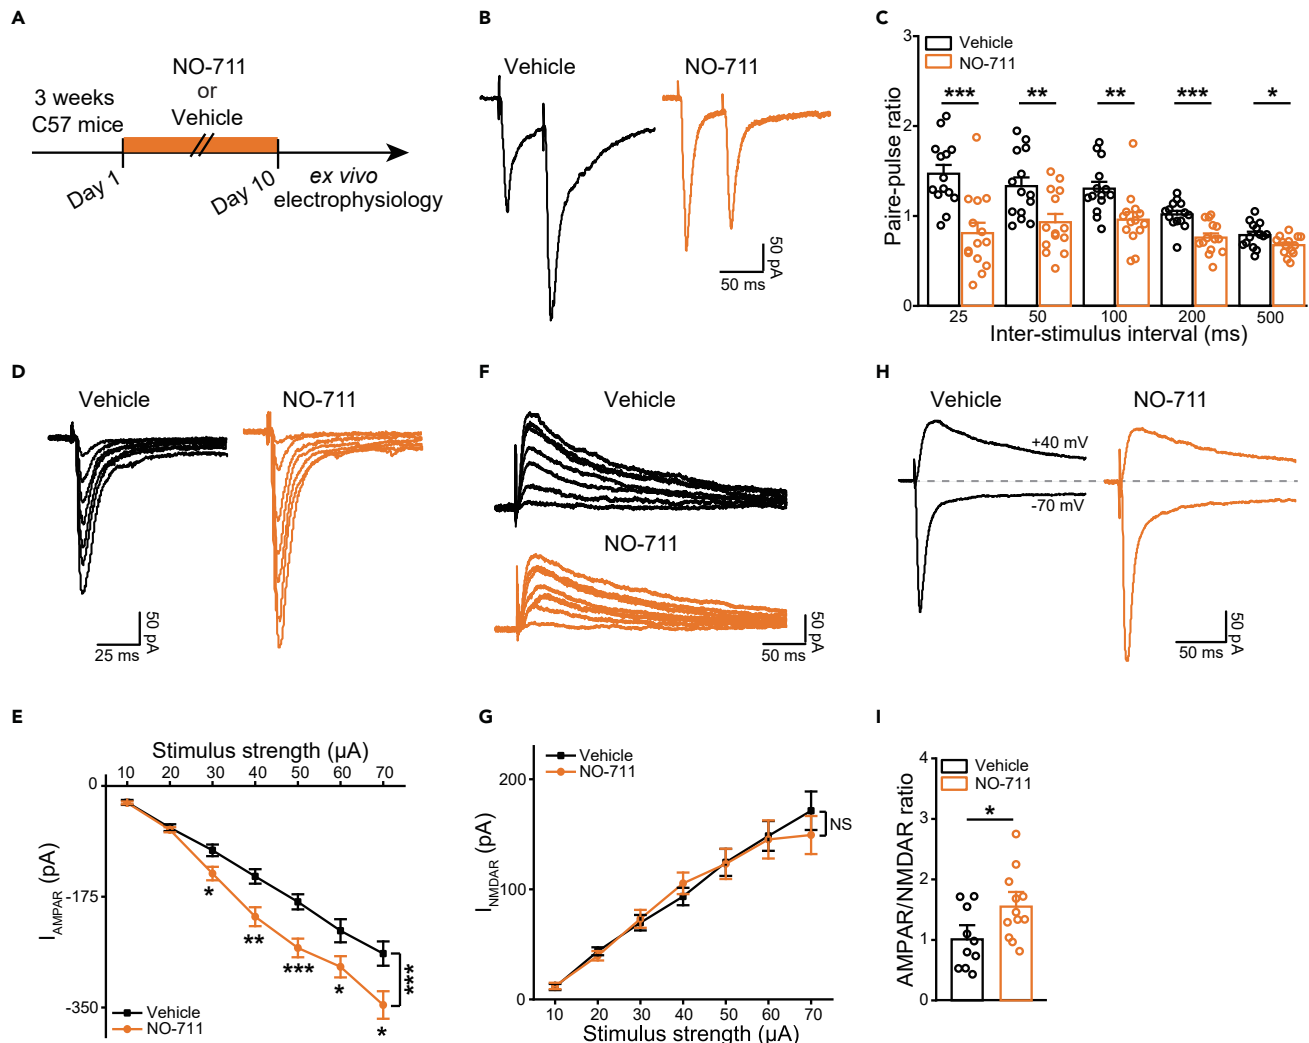 A
3 weeks
C57 mice
NO-711
or
Vehicle
Day 1
Day 10
ex vivo
electrophysiology
B
Vehicle
NO-711
50 pA
50 ms
C
Paire-pulse ratio
3
2
1
0
Vehicle
NO-711
*** ** ** *** *
25 50 100 200 500
Inter-stimulus interval (ms)
D
Vehicle
NO-711
50 pA
25 ms
F
Vehicle
NO-711
50 pA
50 ms
H
Vehicle
NO-711
+40 mV
-70 mV
50 pA
50 ms
E
Stimulus strength (µA)
10 20 30 40 50 60 70
0
-175
-350
I AMPAR (pA)
*
**
***
*
*
***
Vehicle
NO-711
G
Vehicle
NO-711
I NMDAR (pA)
200
100
0
NS
10 20 30 40 50 60 70
Stimulus strength (µA)
I
AMPAR/NMDAR ratio
4
3
2
1
0
Vehicle
NO-711
*